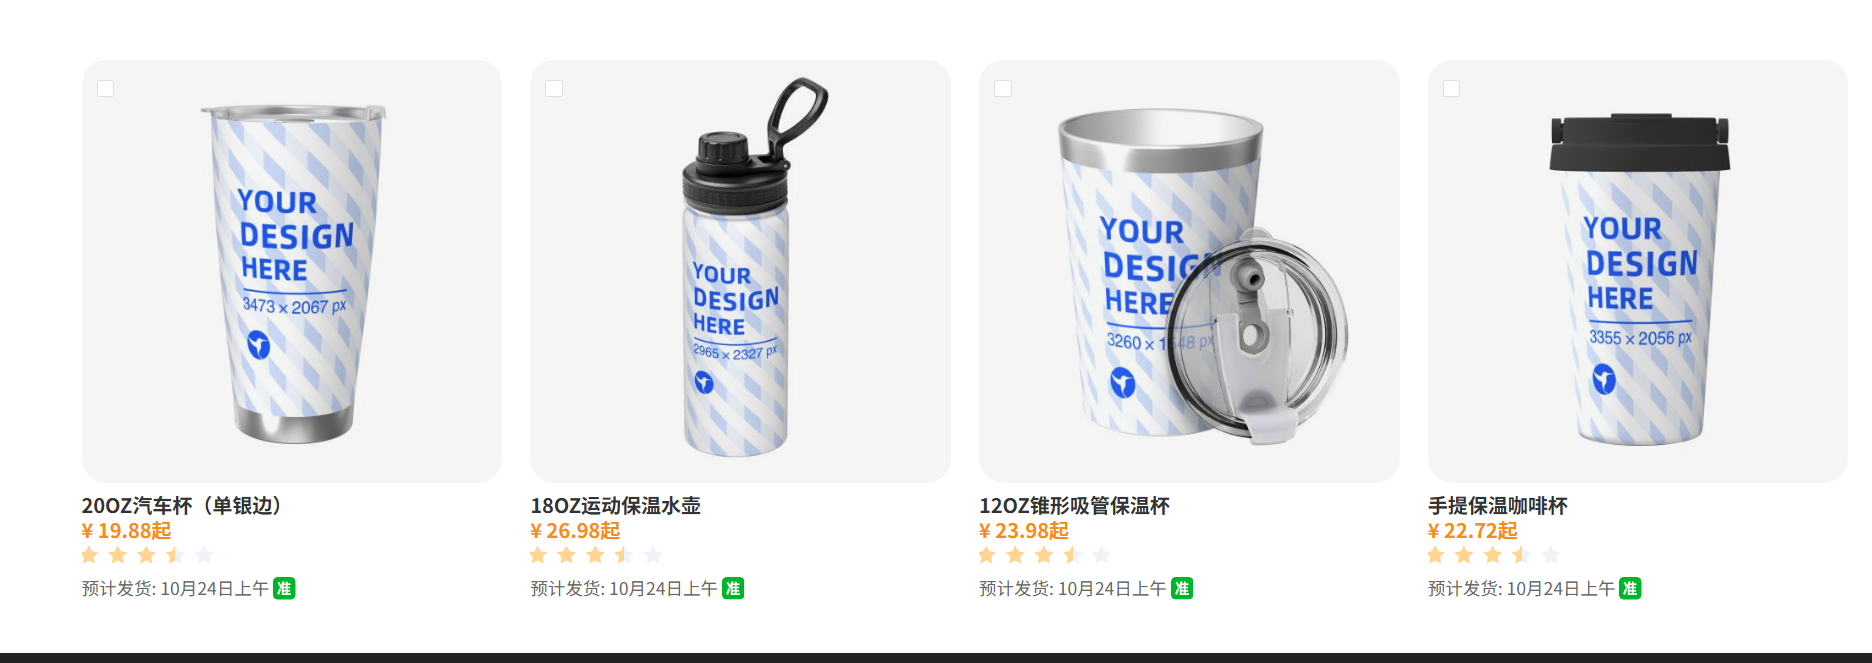 YOUR
DESIGN
HERE
3473 × 2067 px
YOUR
DESIGN
HERE
2965 × 2327 px
YOUR
DESIGN
HERE
3260 × 1548 px
YOUR
DESIGN
HERE
3355 × 2056 px
20OZ汽车杯（单银边）
¥ 19.88起
预计发货: 10月24日上午 准
18OZ运动保温水壶
¥ 26.98起
预计发货: 10月24日上午 准
12OZ锥形吸管保温杯
¥ 23.98起
预计发货: 10月24日上午 准
手提保温咖啡杯
¥ 22.72起
预计发货: 10月24日上午 准